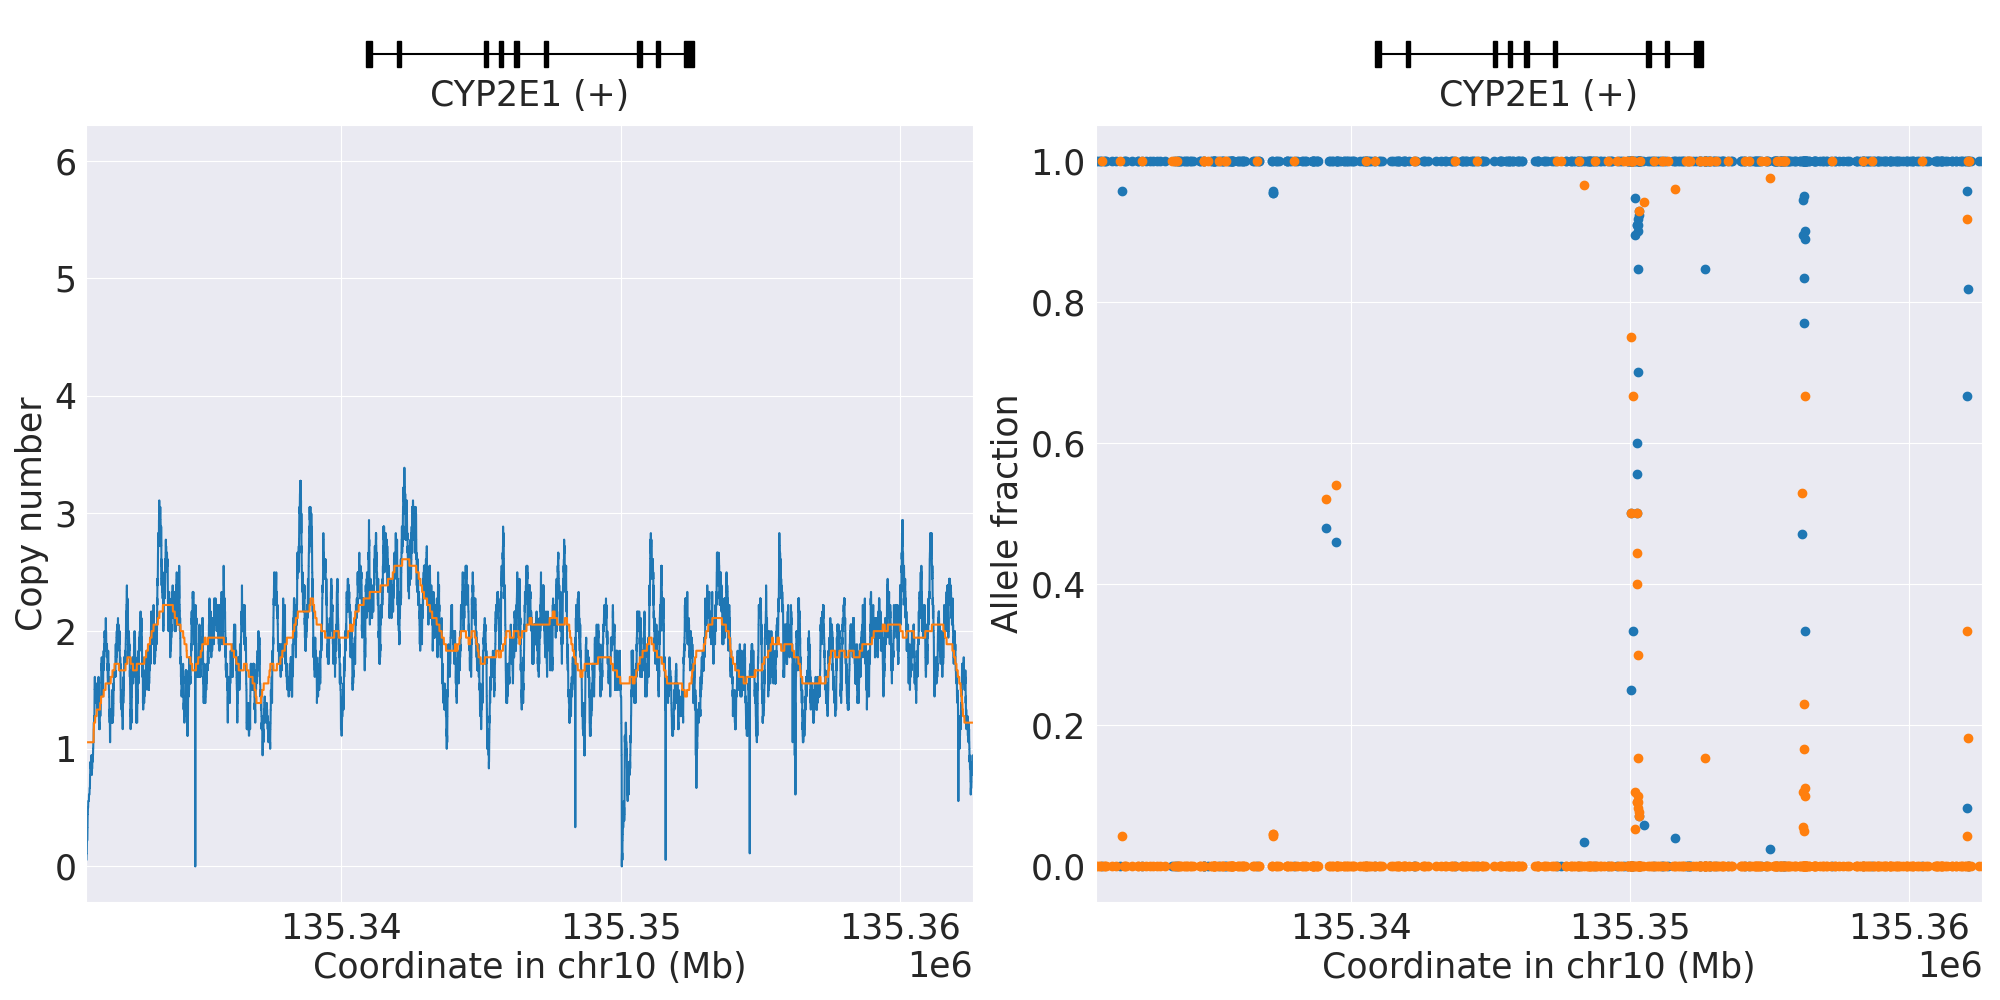 CYP2E1 (+)
6
5
4
3
2
1
0
Copy number
135.34 135.35 135.36
Coordinate in chr10 (Mb)
1e6
CYP2E1 (+)
1.0
0.8
0.6
0.4
0.2
0.0
Allele fraction
135.34 135.35 135.36
Coordinate in chr10 (Mb)
1e6